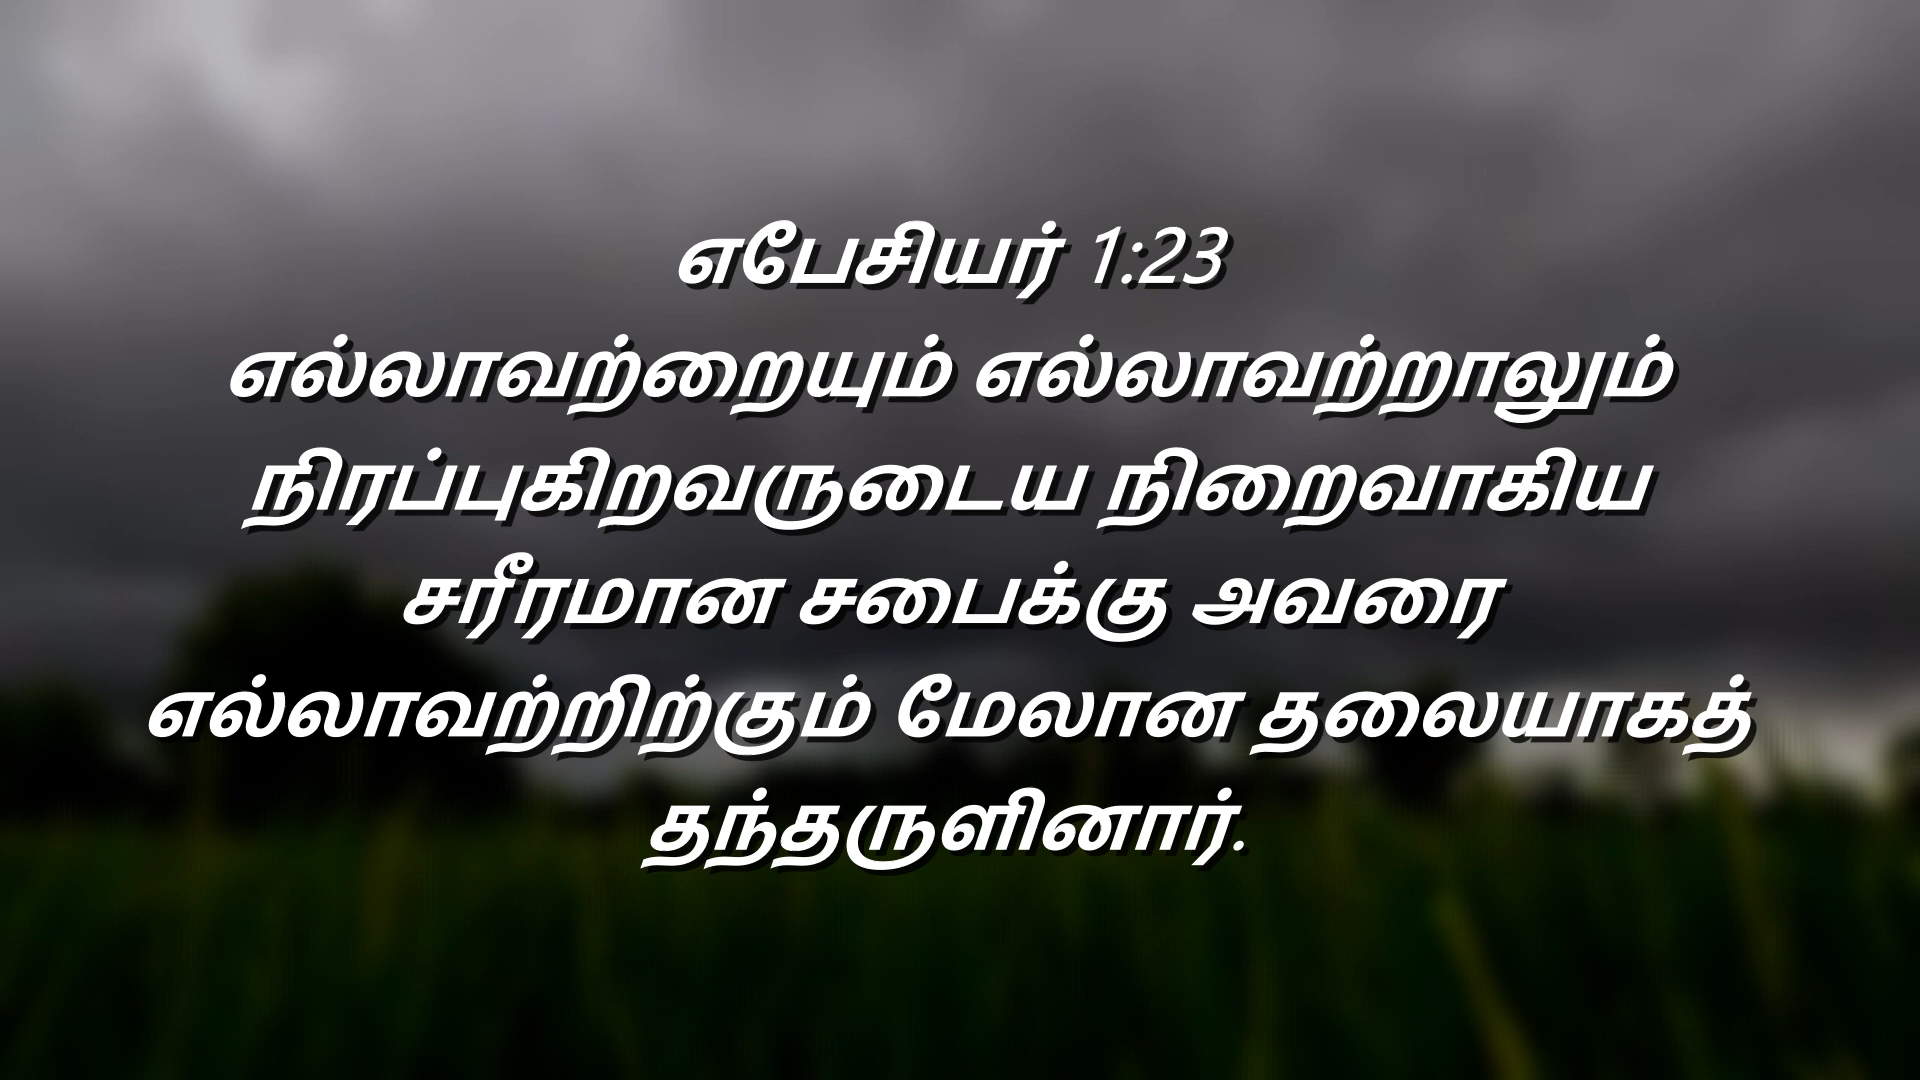 எபேசியர் 1:23
எல்லாவற்றையும் எல்லாவற்றாலும்
நிரப்புகிறவருடைய நிறைவாகிய
சரீரமான சபைக்கு அவரை
எல்லாவற்றிற்கும் மேலான தலையாகத்
தந்தருளினார்.